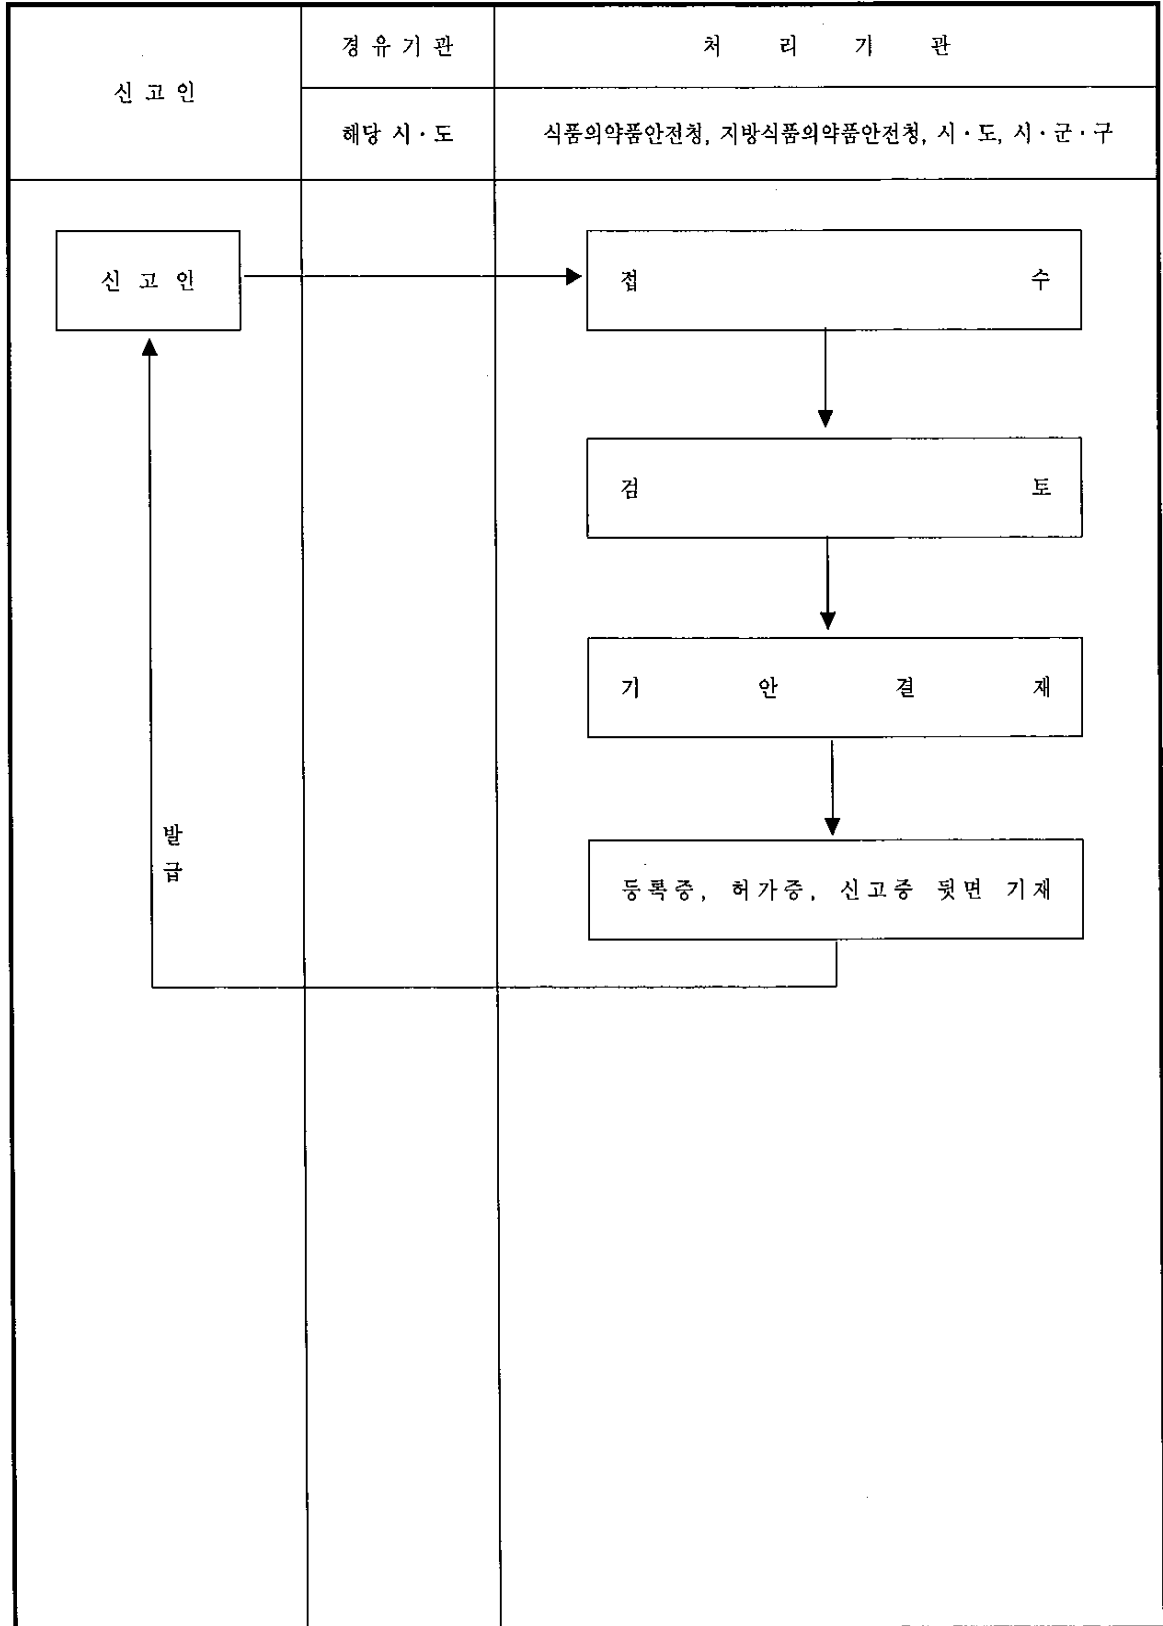 신고인
경유기관
처리기관
해당 시·도
식품의약품안전청, 지방식품의약품안전청, 시·도, 시·군·구
신고인
접수
검토
기안결재
발급
등록증, 허가증, 신고증 뒷면 기재